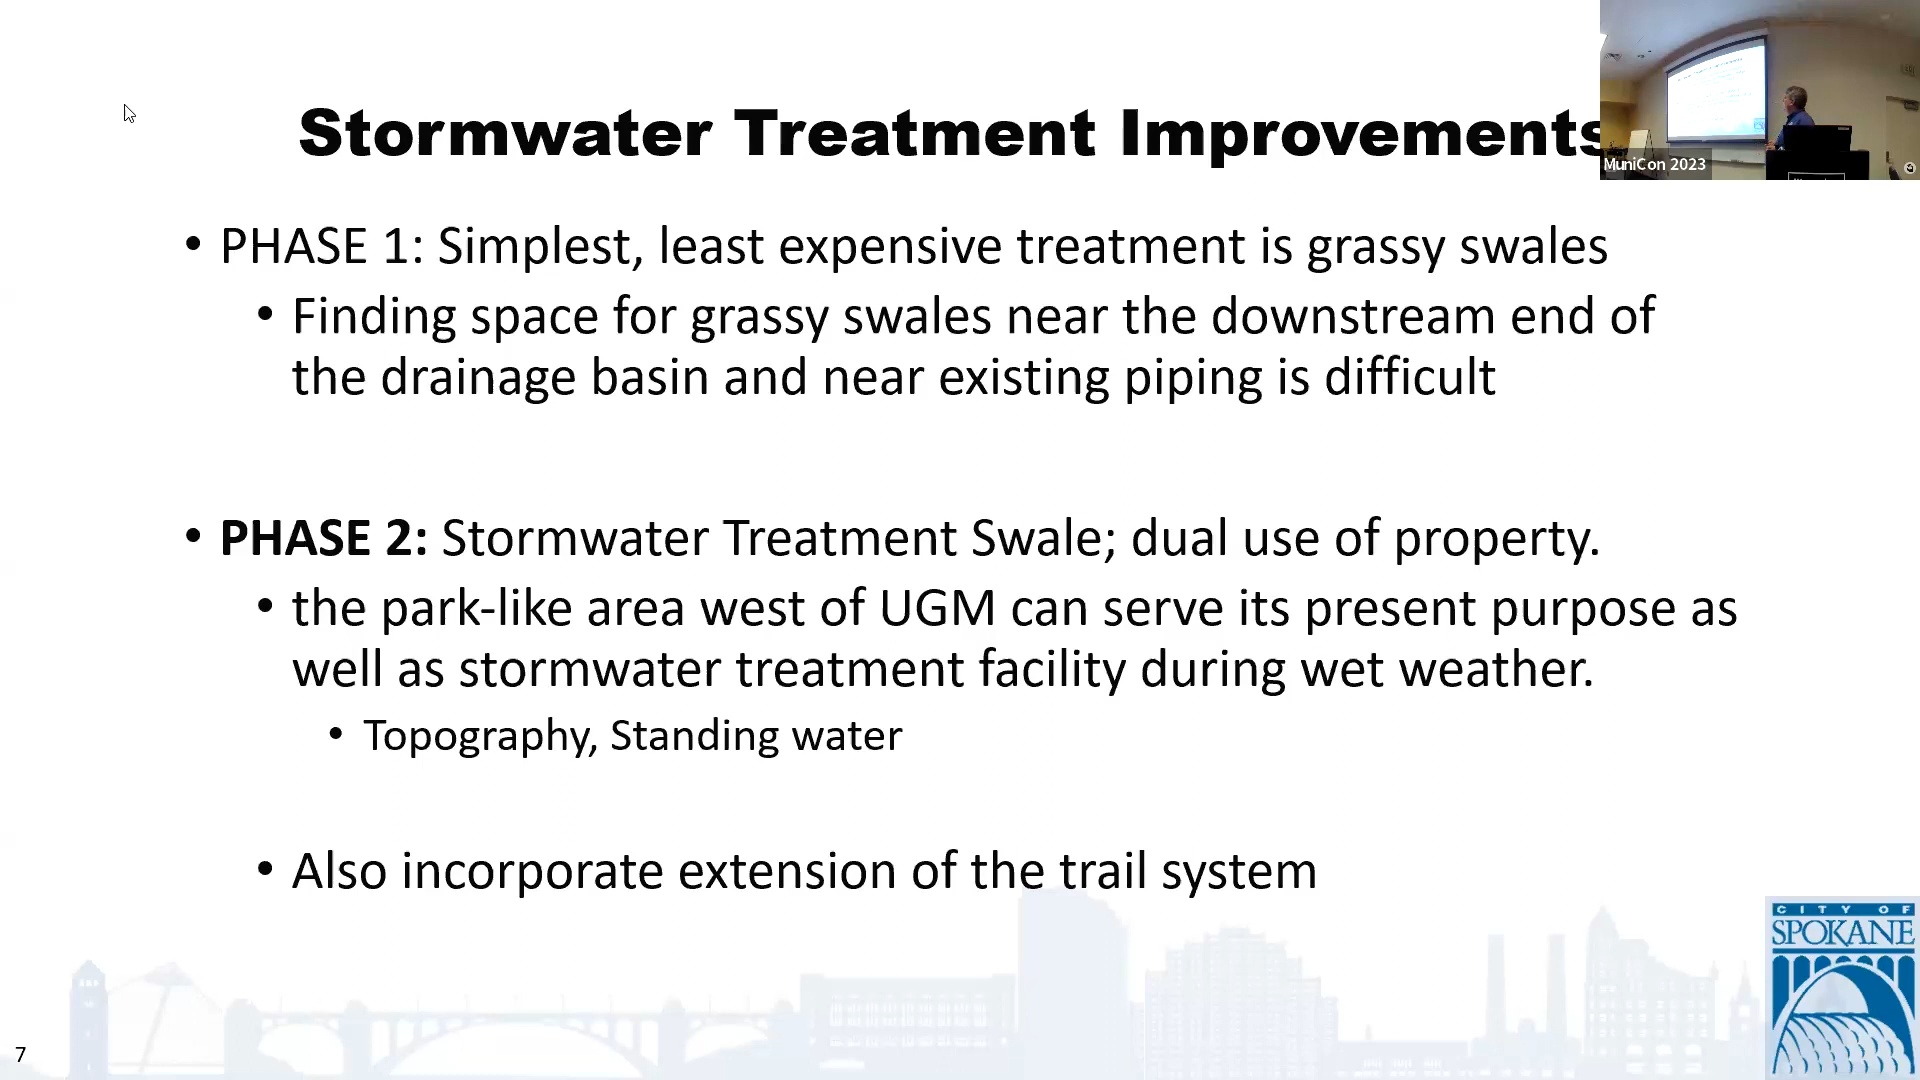 Stormwater Treatment Improvements
MuniCon 2023
• PHASE 1: Simplest, least expensive treatment is grassy swales
• Finding space for grassy swales near the downstream end of
the drainage basin and near existing piping is difficult
• PHASE 2: Stormwater Treatment Swale; dual use of property.
• the park-like area west of UGM can serve its present purpose as
well as stormwater treatment facility during wet weather.
• Topography, Standing water
• Also incorporate extension of the trail system
CITY OF
SPOKANE
7